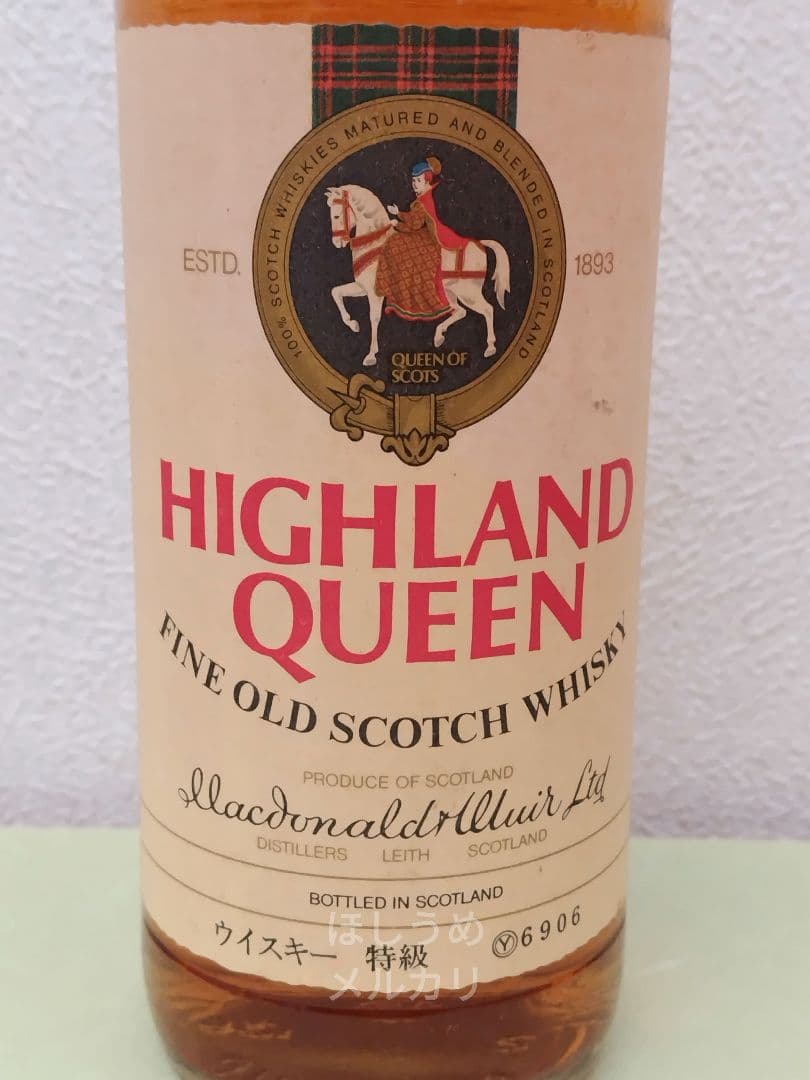 100% SCOTCH WHISKIES MATURED AND BLENDED IN SCOTLAND
ESTD. 1893
QUEEN OF
SCOTS
HIGHLAND
QUEEN
FINE OLD SCOTCH WHISKY
PRODUCE OF SCOTLAND
Macdonald & Muir Ltd
DISTILLERS LEITH SCOTLAND
BOTTLED IN SCOTLAND
ウイスキー 特級 Ⓨ6906
ほしうめ
メルカリ